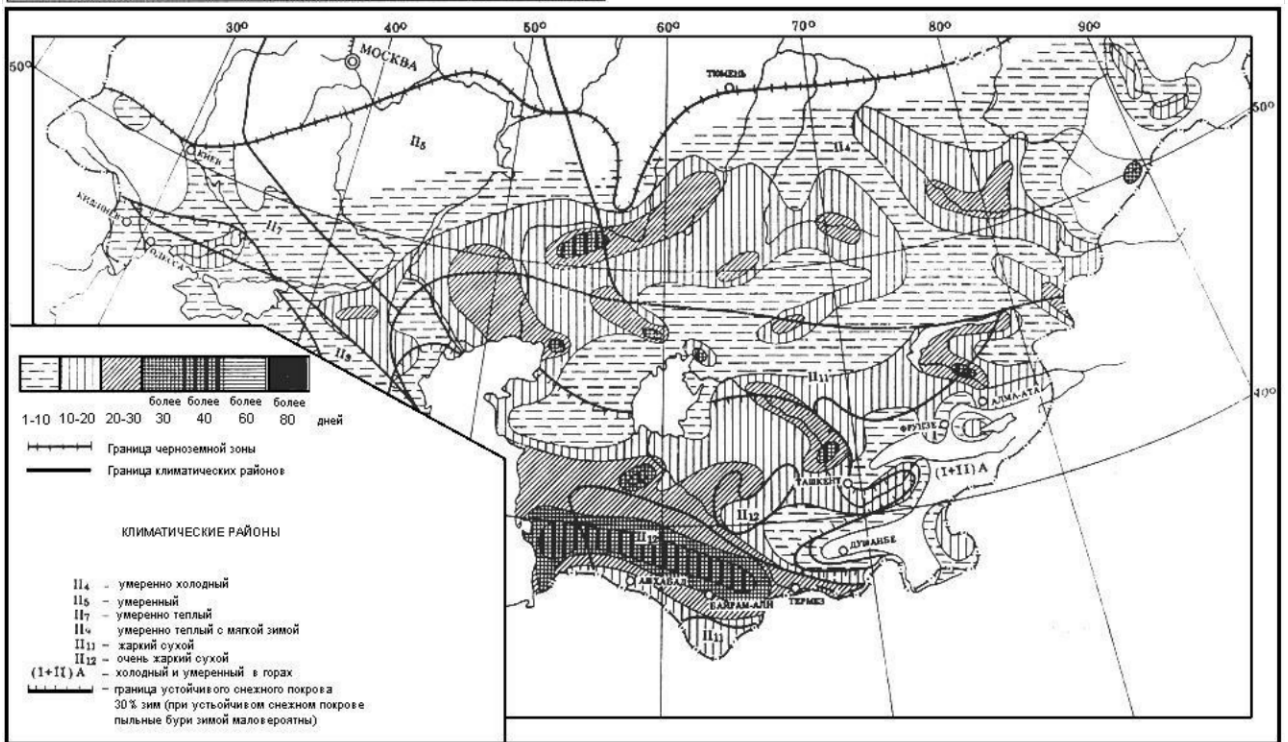 30° 40° 50° 60° 70° 80° 90°
50°
МОСКВА
ТЮМЕНЬ
50°
II5
II4
КИЕВ
КИШИНЕВ
II7
ОДЕССА
II9
II11
АЛМА-АТА
40°
ФРУНЗЕ
(I+II) А
ТАШКЕНТ
II12
ДУШАНБЕ
II12
АШХАБАД
БАЙРАМ-АЛИ
ТЕРМЕЗ
II11
более более более более
1-10 10-20 20-30 30 40 60 80 дней
Граница черноземной зоны
Граница климатических районов
КЛИМАТИЧЕСКИЕ РАЙОНЫ
II4 – умеренно холодный
II5 – умеренный
II7 – умеренно теплый
II9 умеренно теплый с мягкой зимой
II11 – жаркий сухой
II12 – очень жаркий сухой
(I+II) А – холодный и умеренный в горах
– граница устойчивого снежного покрова
30% зим (при устьойчивом снежном покрове
пыльные бури зимой маловероятны)